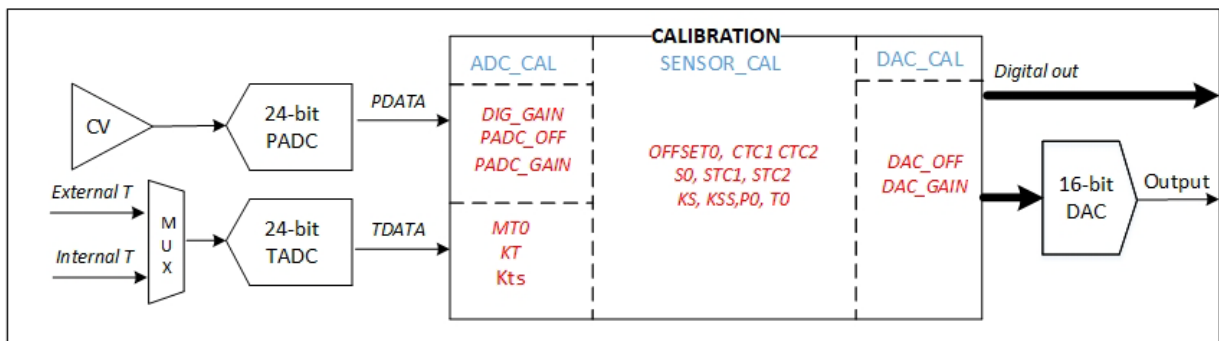 CALIBRATION
ADC_CAL
SENSOR_CAL
DAC_CAL
Digital out
CV
24-bit
PADC
PDATA
DIG_GAIN
PADC_OFF
PADC_GAIN
OFFSET0, CTC1 CTC2
S0, STC1, STC2
KS, KSS,P0, T0
DAC_OFF
DAC_GAIN
16-bit
DAC
Output
External T
Internal T
M
U
X
24-bit
TADC
TDATA
MT0
KT
Kts